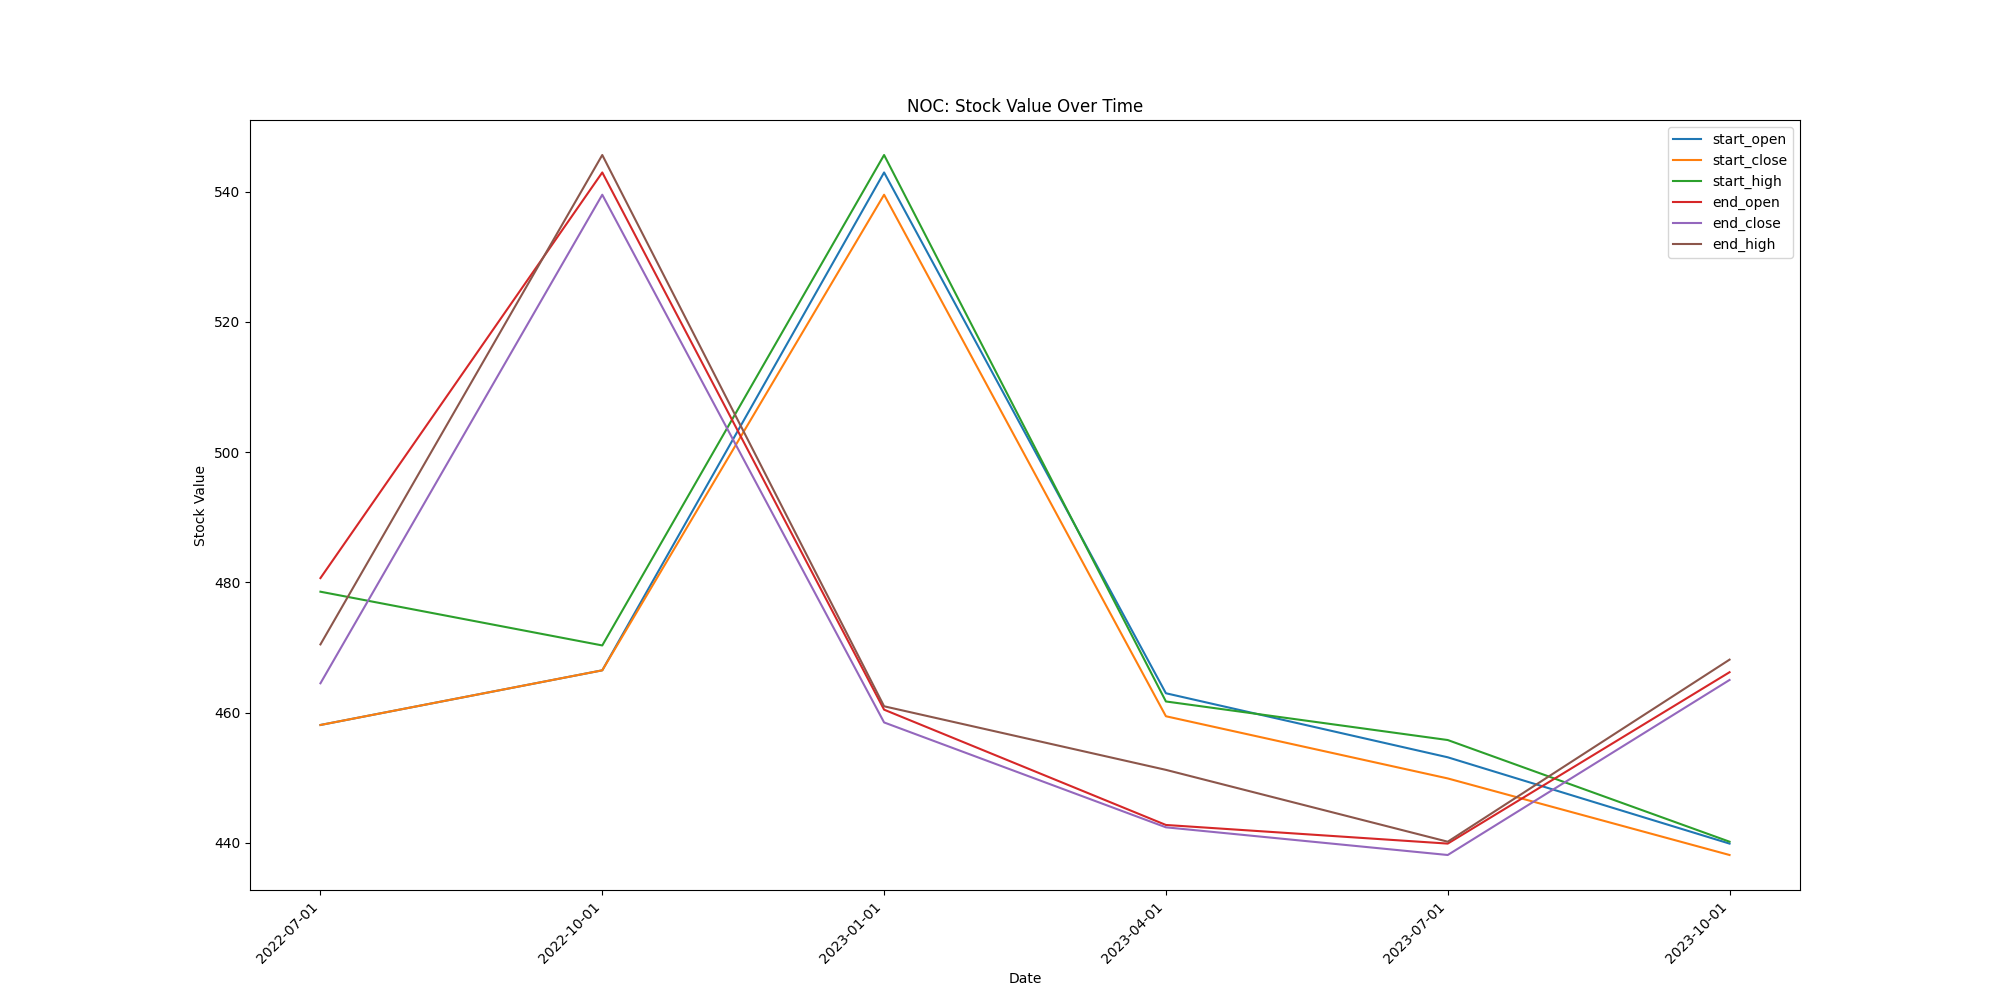 NOC: Stock Value Over Time
start_open
start_close
start_high
end_open
end_close
end_high
Stock Value
540
520
500
480
460
440
2022-07-01
2022-10-01
2023-01-01
2023-04-01
2023-07-01
2023-10-01
Date